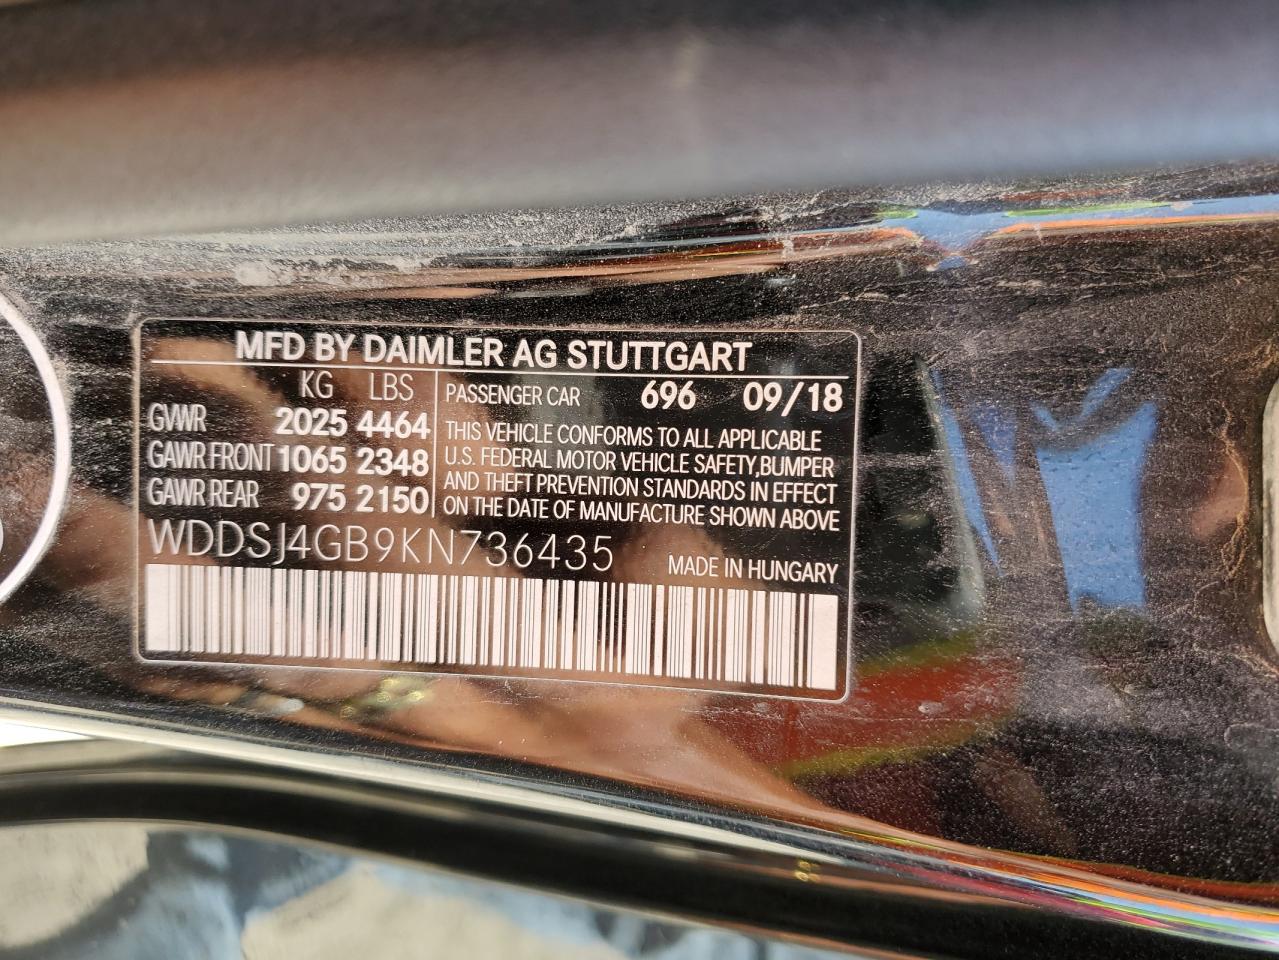 MFD BY DAIMLER AG STUTTGART
KG LBS
GVWR 2025 4464
GAWR FRONT 1065 2348
GAWR REAR 975 2150
PASSENGER CAR 696 09/18
THIS VEHICLE CONFORMS TO ALL APPLICABLE
U.S. FEDERAL MOTOR VEHICLE SAFETY,BUMPER
AND THEFT PREVENTION STANDARDS IN EFFECT
ON THE DATE OF MANUFACTURE SHOWN ABOVE
WDDSJ4GB9KN736435
MADE IN HUNGARY